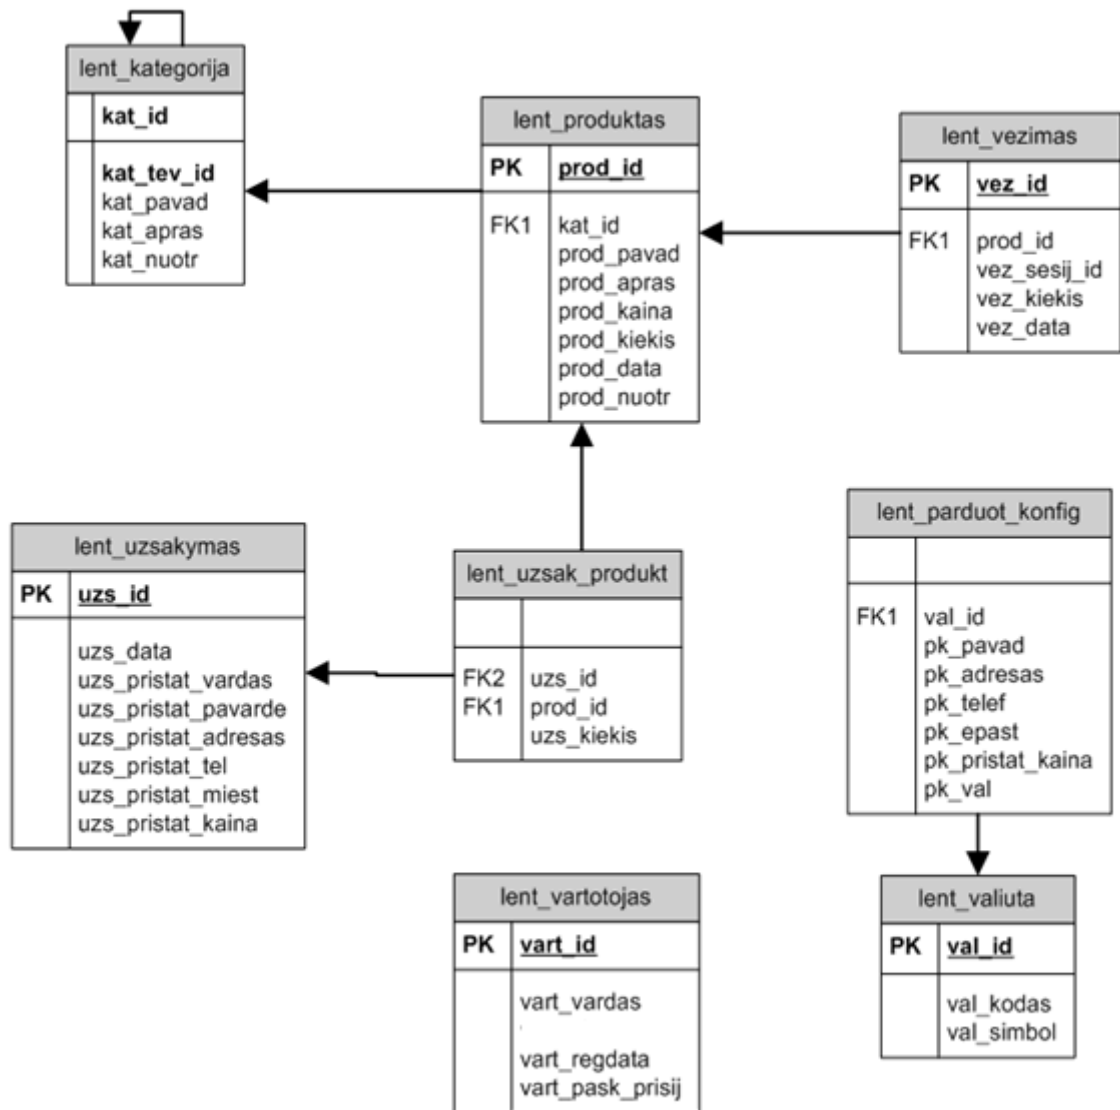 lent_kategorija
kat_id
kat_tev_id
kat_pavad
kat_apras
kat_nuotr
lent_produktas
PK prod_id
FK1 kat_id
prod_pavad
prod_apras
prod_kaina
prod_kiekis
prod_data
prod_nuotr
lent_vezimas
PK vez_id
FK1 prod_id
vez_sesij_id
vez_kiekis
vez_data
lent_uzsakymas
PK uzs_id
uzs_data
uzs_pristat_vardas
uzs_pristat_pavarde
uzs_pristat_adresas
uzs_pristat_tel
uzs_pristat_miest
uzs_pristat_kaina
lent_uzsak_produkt
FK2 uzs_id
FK1 prod_id
uzs_kiekis
lent_parduot_konfig
FK1 val_id
pk_pavad
pk_adresas
pk_telef
pk_epast
pk_pristat_kaina
pk_val
lent_vartotojas
PK vart_id
vart_vardas
vart_regdata
vart_pask_prisij
lent_valiuta
PK val_id
val_kodas
val_simbol